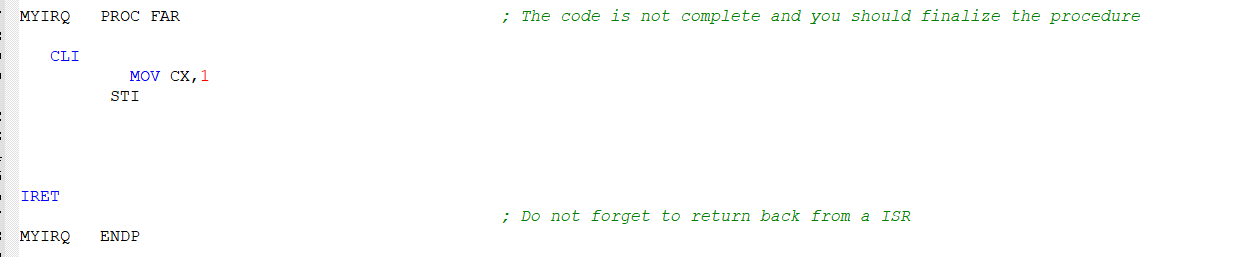 MYIRQ PROC FAR ; The code is not complete and you should finalize the procedure
CLI
MOV CX,1
STI
IRET
; Do not forget to return back from a ISR
MYIRQ ENDP